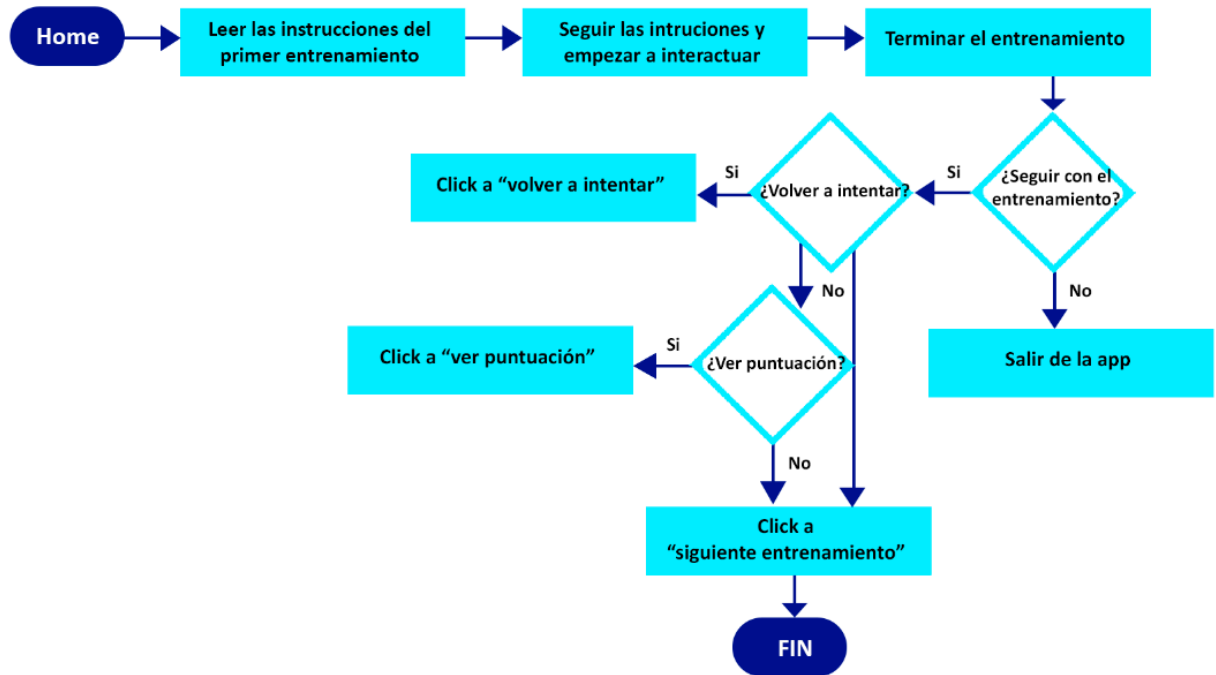 Home
Leer las instrucciones del
primer entrenamiento
Seguir las intruciones y
empezar a interactuar
Terminar el entrenamiento
¿Seguir con el
entrenamiento?
Si
¿Volver a intentar?
Si
Click a “volver a intentar”
No
No
Salir de la app
¿Ver puntuación?
Si
Click a “ver puntuación”
No
Click a
“siguiente entrenamiento”
FIN